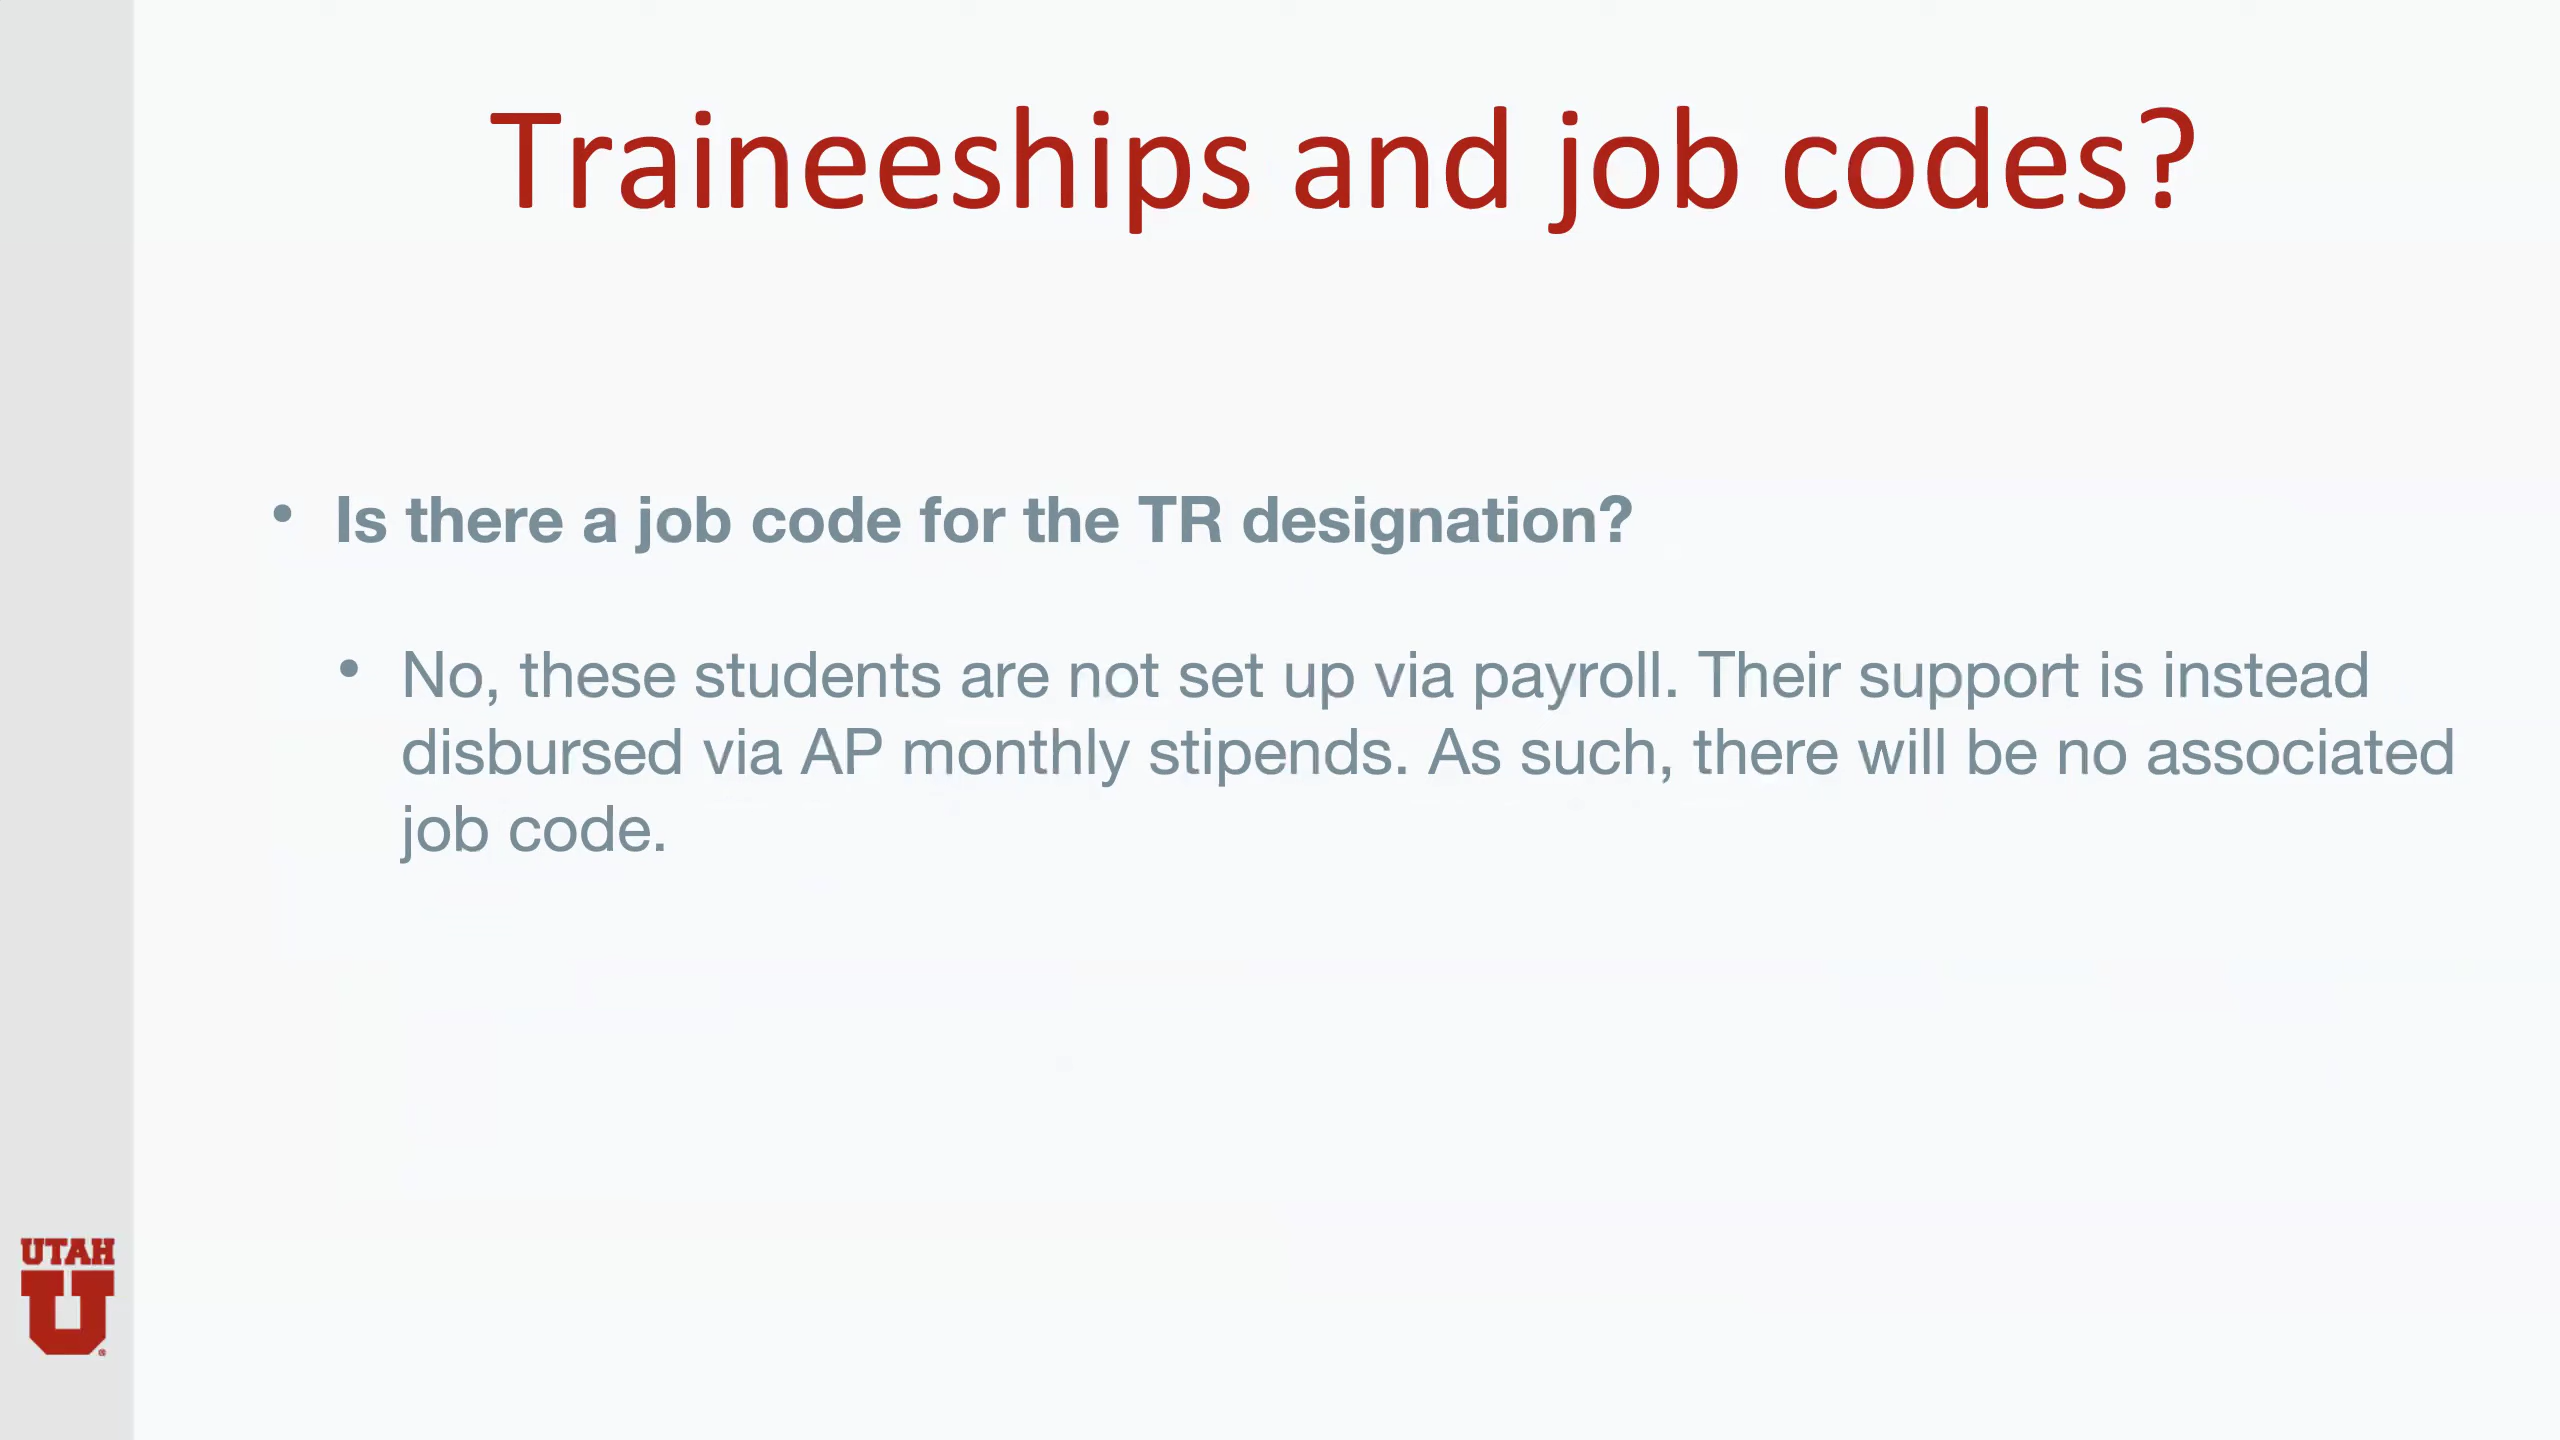 Traineeships and job codes?
• Is there a job code for the TR designation?
• No, these students are not set up via payroll. Their support is instead
disbursed via AP monthly stipends. As such, there will be no associated
job code.
UTAH
U